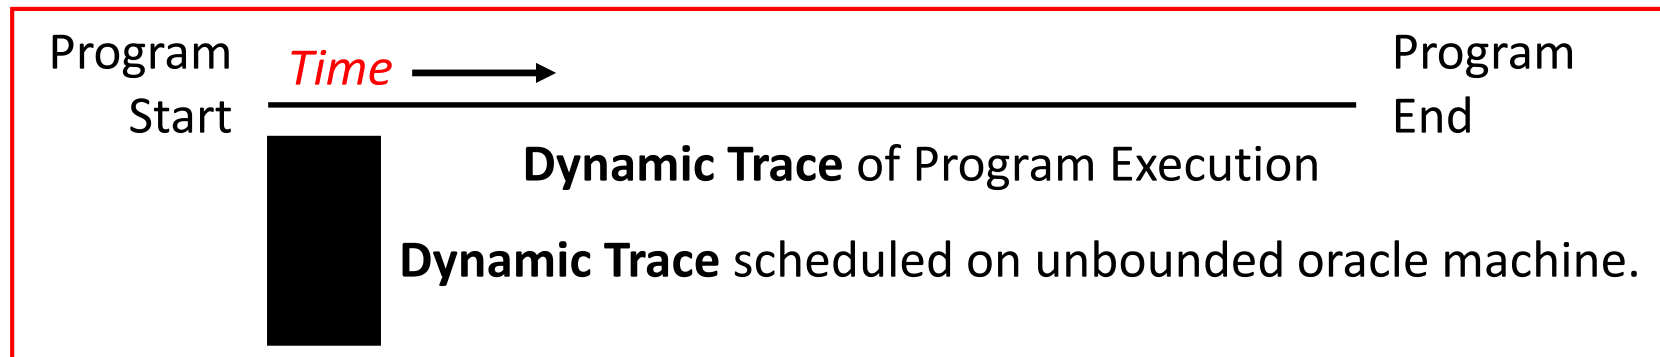 Program Start
Time
Program End
Dynamic Trace of Program Execution
Dynamic Trace scheduled on unbounded oracle machine.